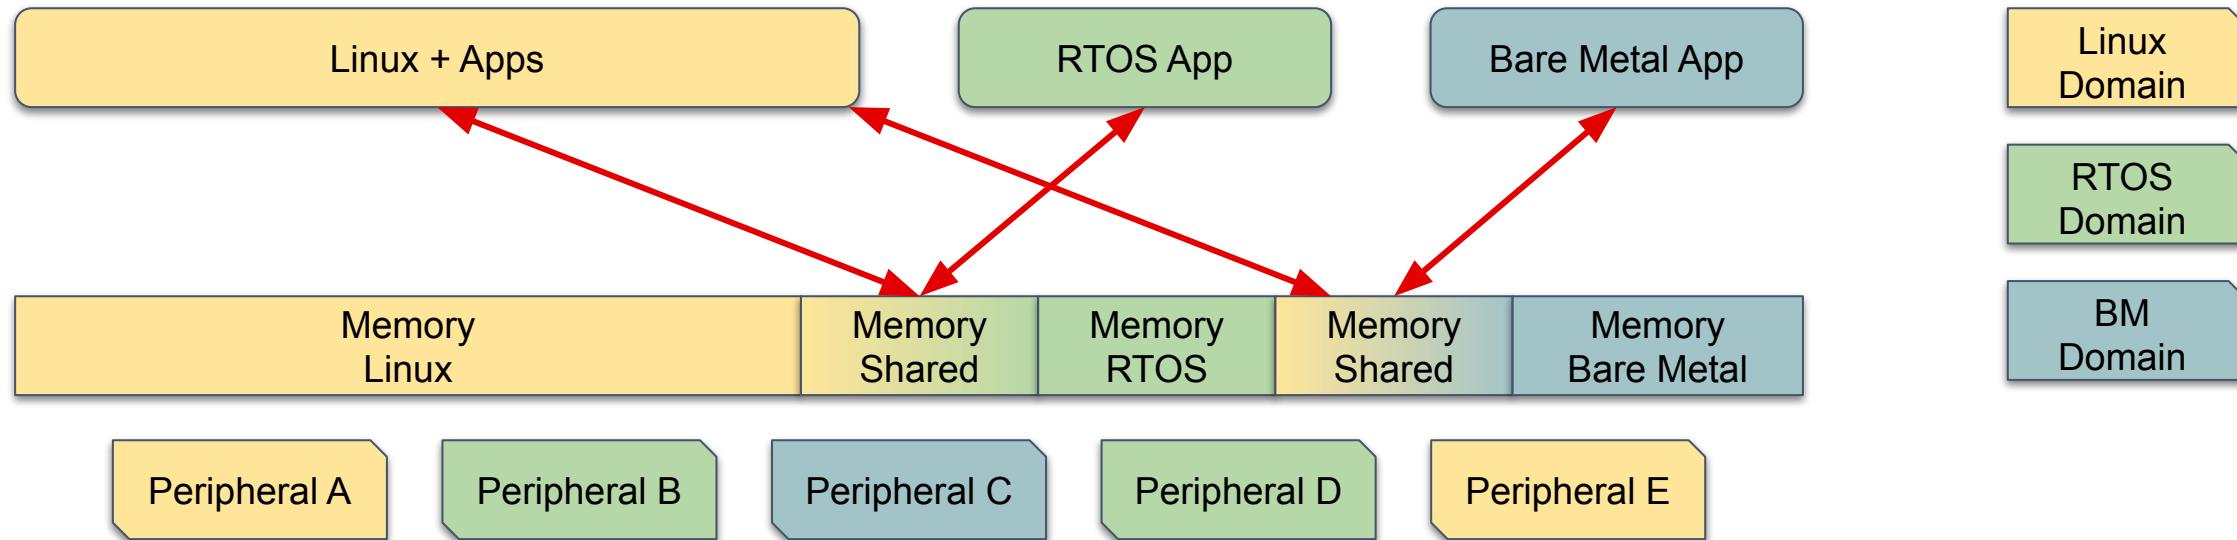 Linux + Apps
RTOS App
Bare Metal App
Linux
Domain
RTOS
Domain
BM
Domain
Memory
Linux
Memory
Shared
Memory
RTOS
Memory
Shared
Memory
Bare Metal
Peripheral A
Peripheral B
Peripheral C
Peripheral D
Peripheral E